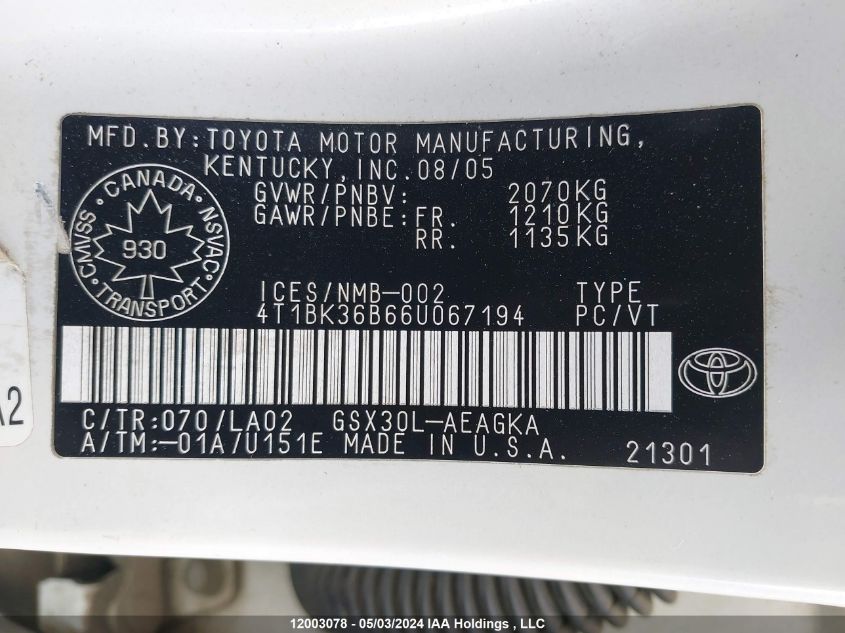 MFD.BY:TOYOTA MOTOR MANUFACTURING,
KENTUCKY,INC.08/05
GVWR/PNBV: 2070KG
GAWR/PNBE:FR. 1210KG
RR. 1135KG
CANADA
CMVSS NSVAC
930
TRANSPORT
ICES/NMB-002 TYPE
4T1BK36B66U067194 PC/VT
A2
C/TR:070/LA02 GSX30L-AEAGKA
A/TM:-01A/U151E MADE IN U.S.A. 21301
12003078 - 05/03/2024 IAA Holdings , LLC